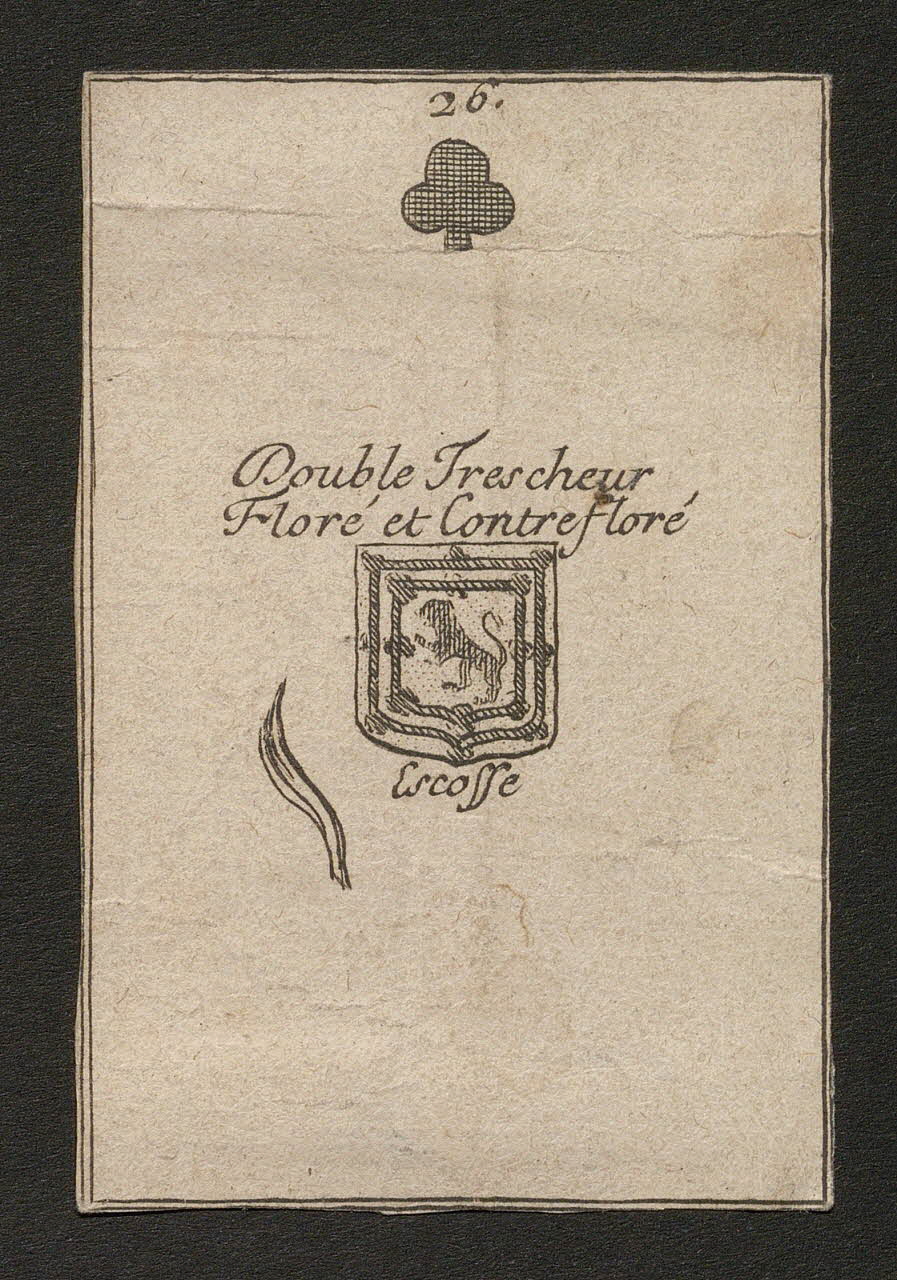 26.
Double Trescheur
Floré et Contrefloré
Escosse